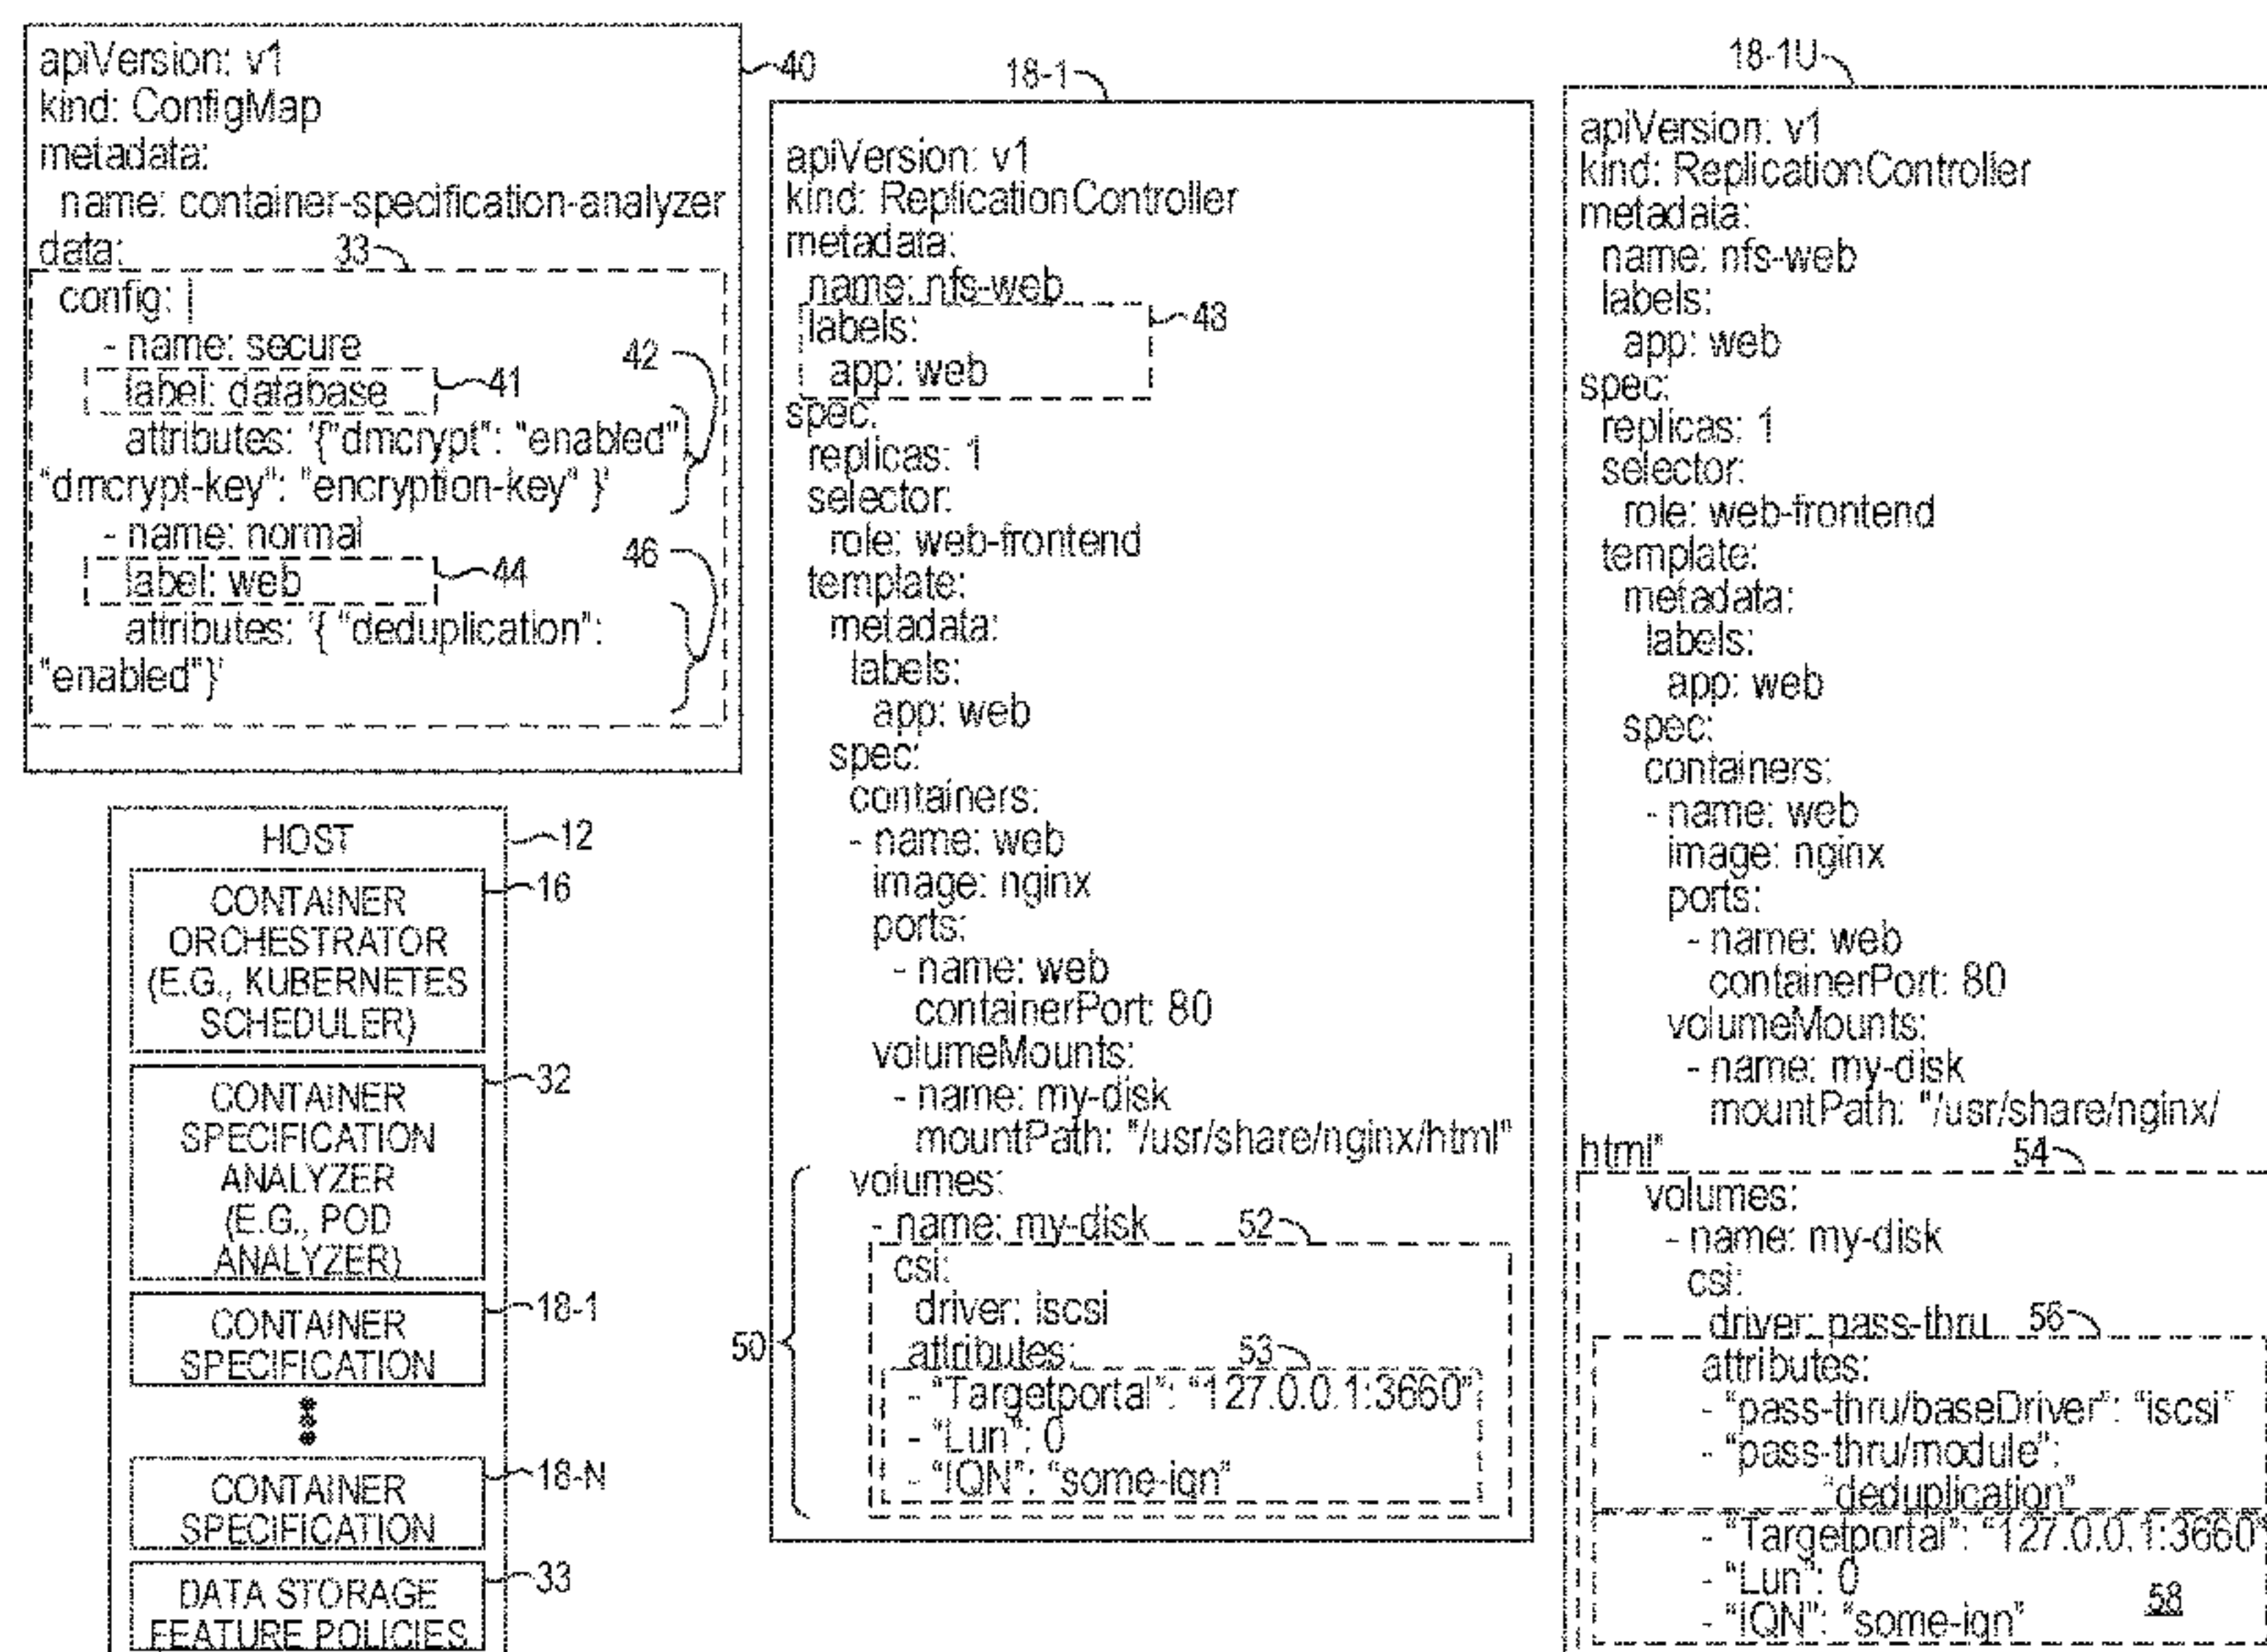 apiVersion: v1
kind: ConfigMap
metadata:
name: container-specification-analyzer
data:
33
config: |
- name: secure
label: database
attributes: '{"dmcrypt": "enabled"
"dmcrypt-key": "encryption-key" }'
- name: normal
label: web
attributes: '{ "deduplication":
"enabled"}'
40
41
42
44
46
HOST
12
CONTAINER
ORCHESTRATOR
(E.G., KUBERNETES
SCHEDULER)
16
CONTAINER
SPECIFICATION
ANALYZER
(E.G., POD
ANALYZER)
32
CONTAINER
SPECIFICATION
18-1
CONTAINER
SPECIFICATION
18-N
DATA STORAGE
FEATURE POLICIES
33
18-1
apiVersion: v1
kind: ReplicationController
metadata:
name: nfs-web
labels:
app: web
48
spec:
replicas: 1
selector:
role: web-frontend
template:
metadata:
labels:
app: web
spec:
containers:
- name: web
image: nginx
ports:
- name: web
containerPort: 80
volumeMounts:
- name: my-disk
mountPath: "/usr/share/nginx/html"
volumes:
- name: my-disk
52
csi:
driver: iscsi
attributes:
53
- "Targetportal": "127.0.0.1:3660"
- "Lun": 0
- "IQN": "some-iqn"
50
18-1U
apiVersion: v1
kind: ReplicationController
metadata:
name: nfs-web
labels:
app: web
spec:
replicas: 1
selector:
role: web-frontend
template:
metadata:
labels:
app: web
spec:
containers:
- name: web
image: nginx
ports:
- name: web
containerPort: 80
volumeMounts:
- name: my-disk
mountPath: "/usr/share/nginx/
html"
54
volumes:
- name: my-disk
csi:
driver: pass-thru
56
attributes:
- "pass-thru/baseDriver": "iscsi"
- "pass-thru/module":
"deduplication"
- "Targetportal": "127.0.0.1:3660"
- "Lun": 0
- "IQN": "some-iqn"
58